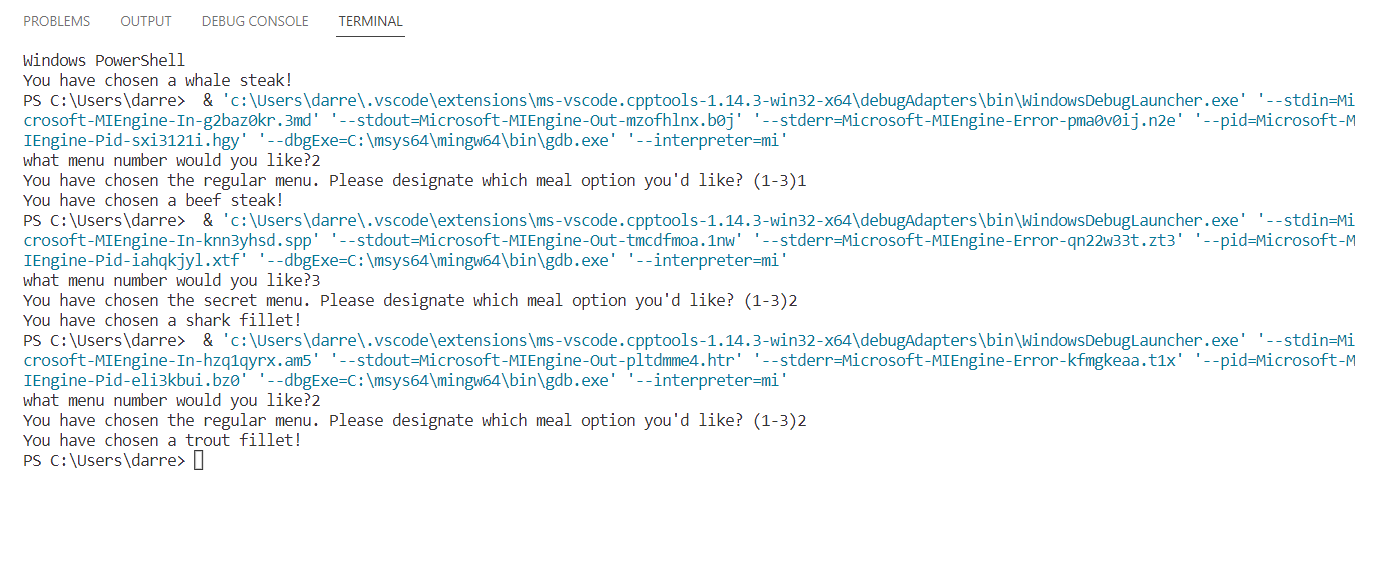 PROBLEMS OUTPUT DEBUG CONSOLE TERMINAL
Windows PowerShell
You have chosen a whale steak!
PS C:\Users\darre>  & 'c:\Users\darre\.vscode\extensions\ms-vscode.cpptools-1.14.3-win32-x64\debugAdapters\bin\WindowsDebugLauncher.exe' '--stdin=Mi
crosoft-MIEngine-In-g2baz0kr.3md' '--stdout=Microsoft-MIEngine-Out-mzofhlnx.b0j' '--stderr=Microsoft-MIEngine-Error-pma0v0ij.n2e' '--pid=Microsoft-M
IEngine-Pid-sxi3121i.hgy' '--dbgExe=C:\msys64\mingw64\bin\gdb.exe' '--interpreter=mi'
what menu number would you like?2
You have chosen the regular menu. Please designate which meal option you'd like? (1-3)1
You have chosen a beef steak!
PS C:\Users\darre>  & 'c:\Users\darre\.vscode\extensions\ms-vscode.cpptools-1.14.3-win32-x64\debugAdapters\bin\WindowsDebugLauncher.exe' '--stdin=Mi
crosoft-MIEngine-In-knn3yhsd.spp' '--stdout=Microsoft-MIEngine-Out-tmcdfmoa.1nw' '--stderr=Microsoft-MIEngine-Error-qn22w33t.zt3' '--pid=Microsoft-M
IEngine-Pid-iahqkjyl.xtf' '--dbgExe=C:\msys64\mingw64\bin\gdb.exe' '--interpreter=mi'
what menu number would you like?3
You have chosen the secret menu. Please designate which meal option you'd like? (1-3)2
You have chosen a shark fillet!
PS C:\Users\darre>  & 'c:\Users\darre\.vscode\extensions\ms-vscode.cpptools-1.14.3-win32-x64\debugAdapters\bin\WindowsDebugLauncher.exe' '--stdin=Mi
crosoft-MIEngine-In-hzq1qyrx.am5' '--stdout=Microsoft-MIEngine-Out-pltdmme4.htr' '--stderr=Microsoft-MIEngine-Error-kfmgkeaa.t1x' '--pid=Microsoft-M
IEngine-Pid-eli3kbui.bz0' '--dbgExe=C:\msys64\mingw64\bin\gdb.exe' '--interpreter=mi'
what menu number would you like?2
You have chosen the regular menu. Please designate which meal option you'd like? (1-3)2
You have chosen a trout fillet!
PS C:\Users\darre>